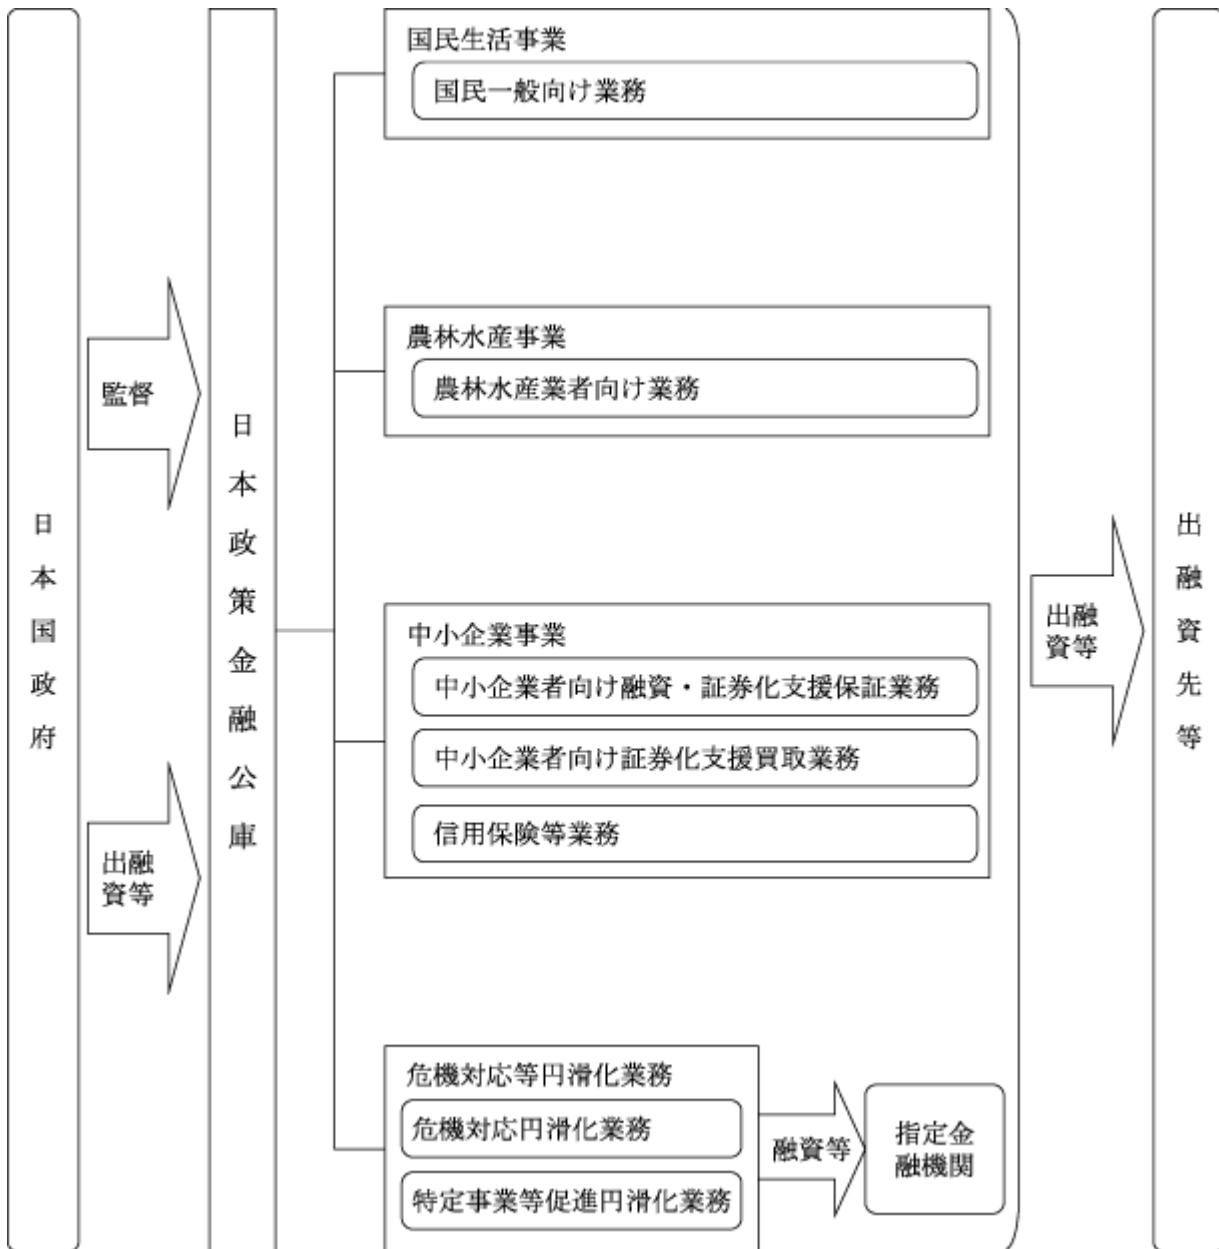 日本国政府
監督
出融
資等
日本政策金融公庫
国民生活事業
国民一般向け業務
農林水産事業
農林水産業者向け業務
中小企業事業
中小企業者向け融資・証券化支援保証業務
中小企業者向け証券化支援買取業務
信用保険等業務
危機対応等円滑化業務
危機対応円滑化業務
特定事業等促進円滑化業務
融資等
指定金
融機関
出融
資等
出融資先等